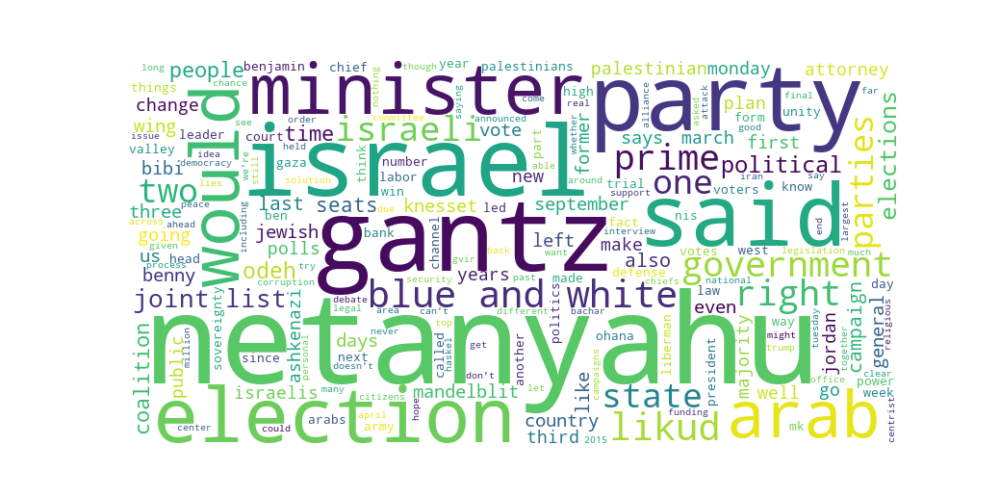 long
chance
benjamin
chief
though
year
palestinians
palestinian
monday
attorney
people
things
change
minister
nothing
come
high
real
alliance
asked
attack
party
plan
form
final
good
unity
far
wing
issue
leader
order
court
time
israeli
saying
committee
announced
vote
former
whether
says
march
first
parties
elections
valley
see
held
would
israel
think
part
able
number
prime
political
bibi
idea
democracy
we're
still
gaza
solution
labor
win
new
around
one
trial
voters
know
iran
say
support
two
lies
peace
last
seats
knesset
led
september
said
end
largest
three
across
ahead
including
ben
due
gantz
fact
interview
nis
going
given
jewish
bank
channel
back
want
left
make
also
votes
west
legislation
much
us
head
process
polls
gvir
security
years
past
made
defense
government
benny
odeh
try
corruption
politics
chiefs
law
national
day
joint list
blue and white
even
right
campaign
general
religious
sovereignty
million
ashkenazi
personal
debate
legal
area
can't
top
different
bachar
liberman
majority
way
might
jordan
tuesday
together
clear
coalition
public
since
days
never
netanyahu
ohana
president
trump
power
week
next
doesn't
called
haskel
get
don't
another
campaigns
office
israelis
many
citizens
mandelblit
let
like
state
well
go
centrist
election
center
arabs
could
hope
april
army
country
third
2015
funding
likud
arab
mk